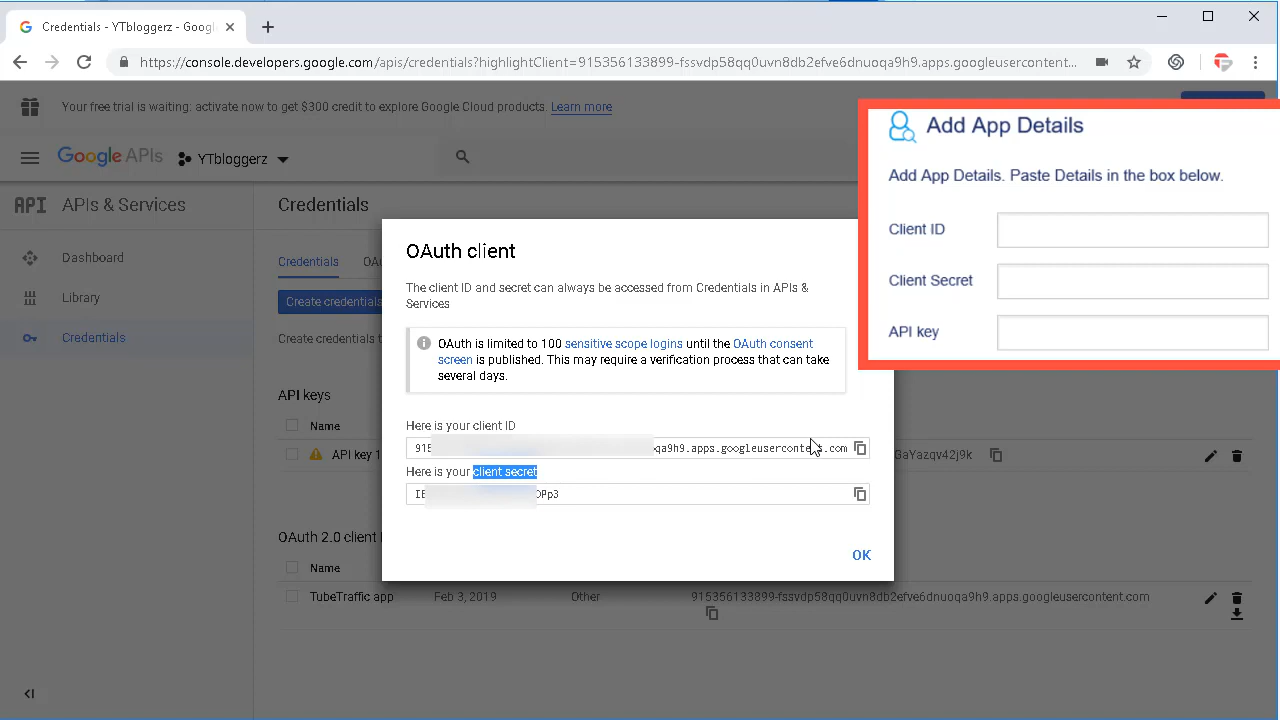 Credentials - YTbloggerz - Googl
https://console.developers.google.com/apis/credentials?highlightClient=915356133899-fssvdp58qq0uvn8db2efve6dnuoqa9h9.apps.googleusercontent...
Your free trial is waiting: activate now to get $300 credit to explore Google Cloud products. Learn more
Google APIs
YTbloggerz
API APIs & Services
Dashboard
Library
Credentials
Credentials
Credentials OAu
Create credentials
Create credentials t
API keys
Name
API key 1
GaYazqv42j9k
OAuth 2.0 client I
Name
TubeTraffic app Feb 3, 2019 Other 915356133899-fssvdp58qq0uvn8db2efve6dnuoqa9h9.apps.googleusercontent.com
OAuth client
The client ID and secret can always be accessed from Credentials in APIs &
Services
OAuth is limited to 100 sensitive scope logins until the OAuth consent
screen is published. This may require a verification process that can take
several days.
Here is your client ID
915 qa9h9.apps.googleusercontent.com
Here is your client secret
IE DPp3
OK
Add App Details
Add App Details. Paste Details in the box below.
Client ID
Client Secret
API key